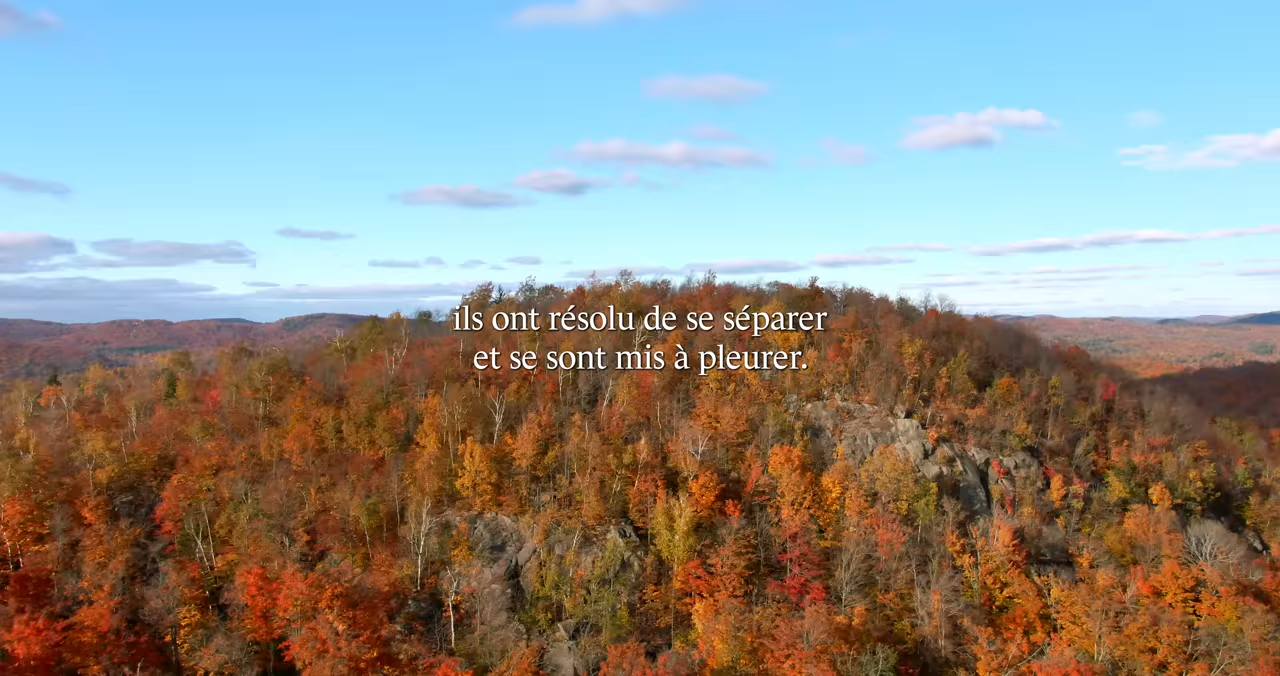 ils ont résolu de se séparer
et se sont mis à pleurer.